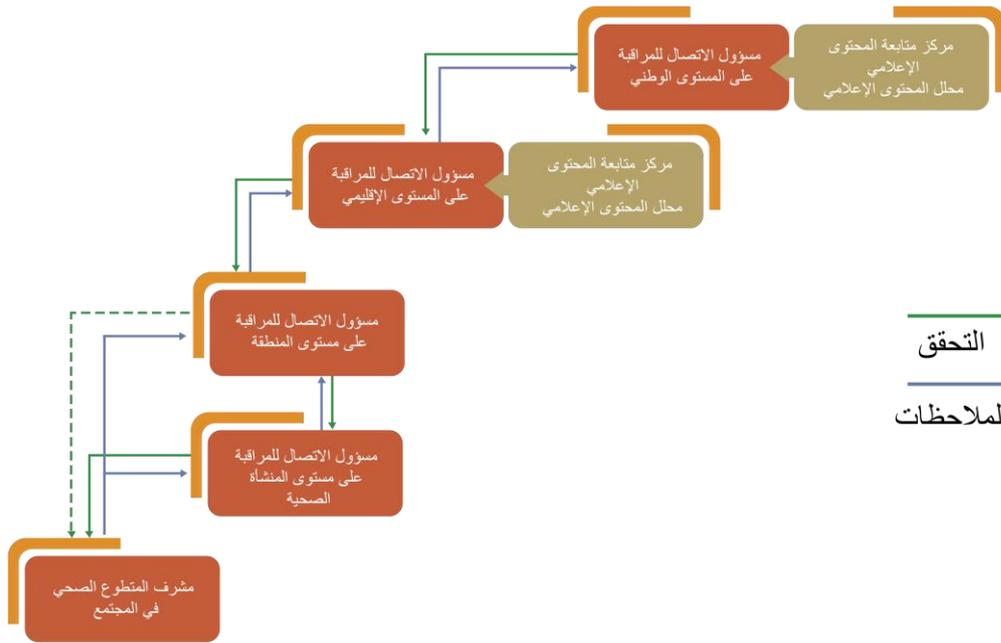 مركز متابعة المحتوى
الإعلامي
محلل المحتوى الإعلامي
مسؤول الاتصال للمراقبة
على المستوى الوطني
مركز متابعة المحتوى
الإعلامي
محلل المحتوى الإعلامي
مسؤول الاتصال للمراقبة
على المستوى الإقليمي
مسؤول الاتصال للمراقبة
على مستوى المنطقة
التحقق
لملاحظات
مسؤول الاتصال للمراقبة
على مستوى المنشأة
الصحية
مشرف المتطوع الصحي
في المجتمع